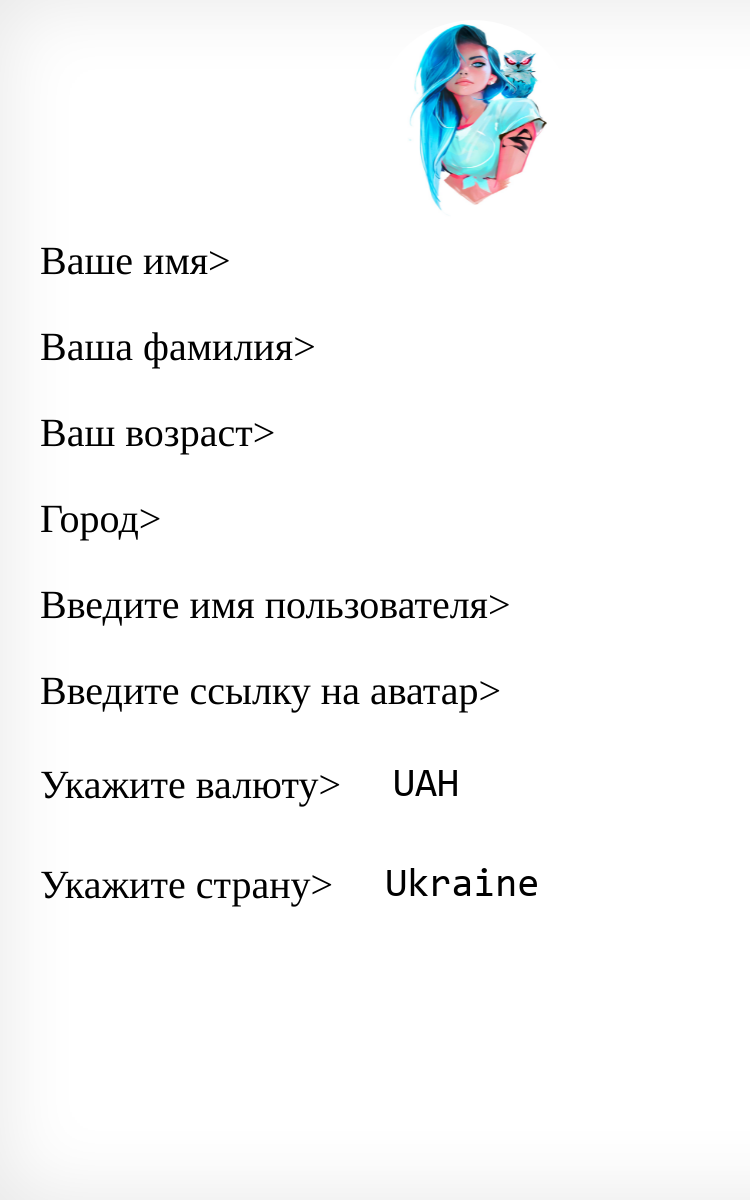 Ваше имя>
Ваша фамилия>
Ваш возраст>
Город>
Введите имя пользователя>
Введите ссылку на аватар>
Укажите валюту> UAH
Укажите страну> Ukraine